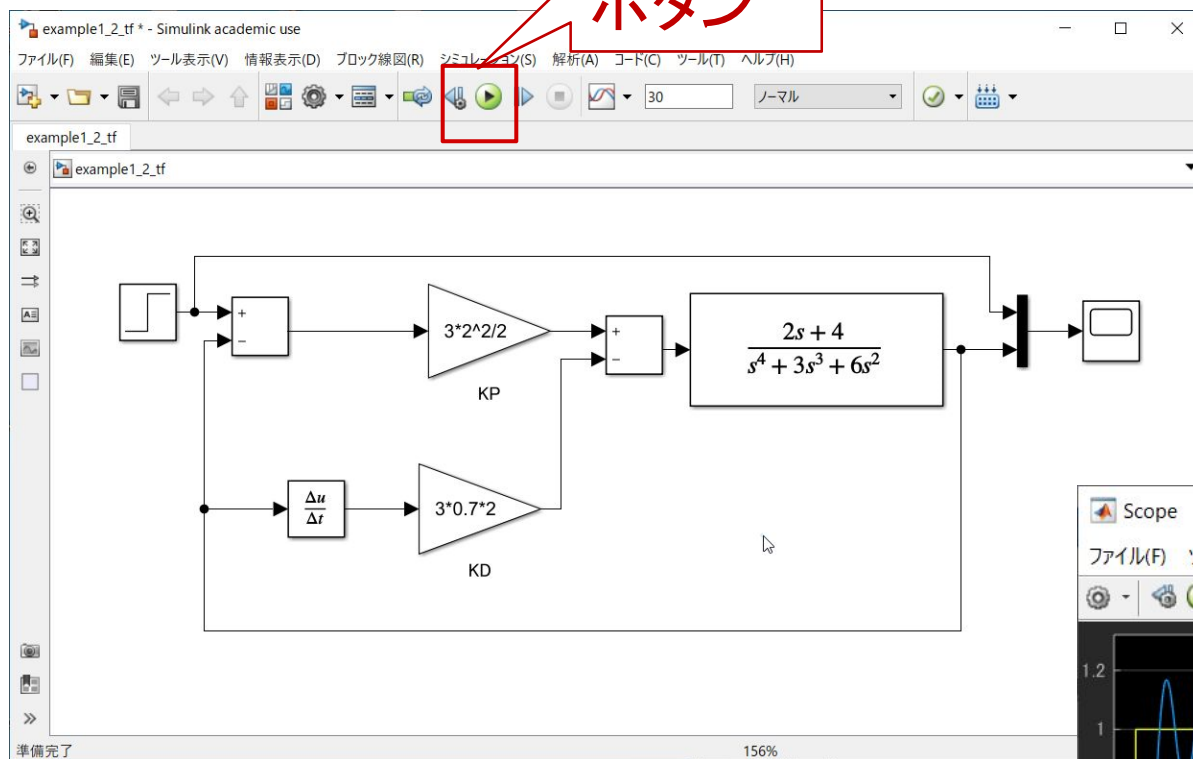 ボタン
example1_2_tf * - Simulink academic use
ファイル(F) 編集(E) ツール表示(V) 情報表示(D) ブロック線図(R) シミュレーション(S) 解析(A) コード(C) ツール(T) ヘルプ(H)
30 ノーマル
example1_2_tf
example1_2_tf
+
−
3*2^2/2
KP
+
−
2s + 4
s⁴ + 3s³ + 6s²
Δu
Δt
3*0.7*2
KD
Scope
ファイル(F)
1.2
1
準備完了
156%